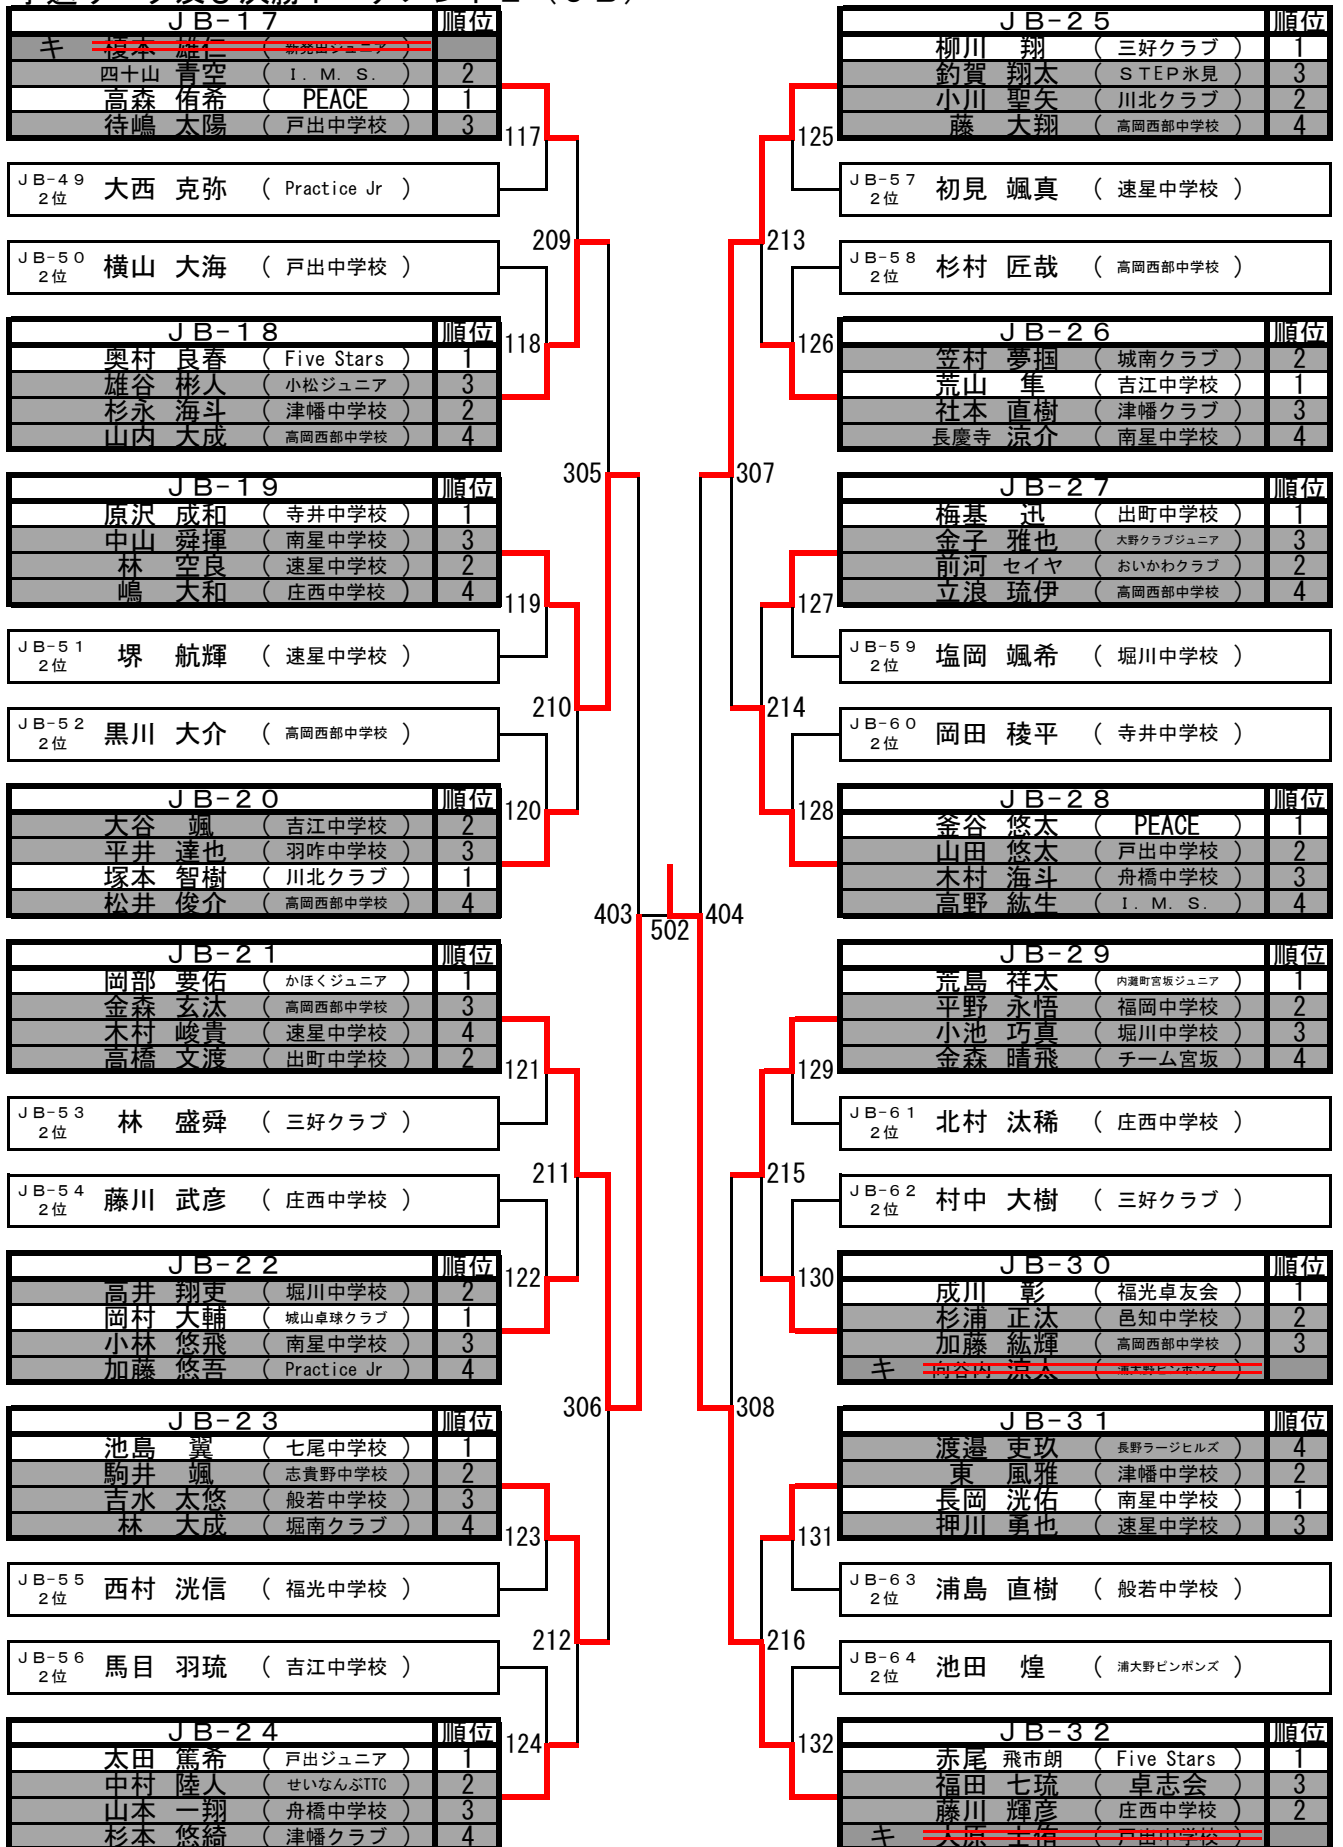 ＪＢ-１７ 順位
キ 榎本 雄仁 （ 新発田ジュニア ）
四十山 青空 （ Ｉ．Ｍ．Ｓ． ） 2
高森 侑希 （ PEACE ） 1
待嶋 太陽 （ 戸出中学校 ） 3
117
ＪＢ-４９ 2位 大西 克弥 （ Practice Jr ）
209
ＪＢ-５０ 2位 横山 大海 （ 戸出中学校 ）
118
ＪＢ-１８ 順位
奥村 良春 （ Five Stars ） 1
雄谷 彬人 （ 小松ジュニア ） 3
杉永 海斗 （ 津幡中学校 ） 2
山内 大成 （ 高岡西部中学校 ） 4
305
ＪＢ-１９ 順位
原沢 成和 （ 寺井中学校 ） 1
中山 舜揮 （ 南星中学校 ） 3
林 空良 （ 速星中学校 ） 2
嶋 大和 （ 庄西中学校 ） 4
119
ＪＢ-５１ 2位 堺 航輝 （ 速星中学校 ）
210
ＪＢ-５２ 2位 黒川 大介 （ 高岡西部中学校 ）
120
ＪＢ-２０ 順位
大谷 颯 （ 吉江中学校 ） 2
平井 達也 （ 羽咋中学校 ） 3
塚本 智樹 （ 川北クラブ ） 1
松井 俊介 （ 高岡西部中学校 ） 4
403
502
404
ＪＢ-２１ 順位
岡部 要佑 （ かほくジュニア ） 1
金森 玄汰 （ 高岡西部中学校 ） 3
木村 峻貴 （ 速星中学校 ） 4
高橋 文渡 （ 出町中学校 ） 2
121
ＪＢ-５３ 2位 林 盛舜 （ 三好クラブ ）
211
ＪＢ-５４ 2位 藤川 武彦 （ 庄西中学校 ）
122
ＪＢ-２２ 順位
高井 翔吏 （ 堀川中学校 ） 2
岡村 大輔 （ 城山卓球クラブ ） 1
小林 悠飛 （ 南星中学校 ） 3
加藤 悠吾 （ Practice Jr ） 4
306
ＪＢ-２３ 順位
池島 翼 （ 七尾中学校 ） 1
駒井 颯 （ 志貴野中学校 ） 2
吉水 太悠 （ 般若中学校 ） 3
林 大成 （ 堀南クラブ ） 4
123
ＪＢ-５５ 2位 西村 洸信 （ 福光中学校 ）
212
ＪＢ-５６ 2位 馬目 羽琉 （ 吉江中学校 ）
124
ＪＢ-２４ 順位
太田 篤希 （ 戸出ジュニア ） 1
中村 陸人 （ せいなんぶTTC ） 2
山本 一翔 （ 舟橋中学校 ） 3
杉本 悠綺 （ 津幡クラブ ） 4
ＪＢ-２５ 順位
柳川 翔 （ 三好クラブ ） 1
釣賀 翔太 （ ＳＴＥＰ氷見 ） 3
小川 聖矢 （ 川北クラブ ） 2
藤 大翔 （ 高岡西部中学校 ） 4
125
ＪＢ-５７ 2位 初見 颯真 （ 速星中学校 ）
213
ＪＢ-５８ 2位 杉村 匠哉 （ 高岡西部中学校 ）
126
ＪＢ-２６ 順位
笠村 夢掴 （ 城南クラブ ） 2
荒山 隼 （ 吉江中学校 ） 1
社本 直樹 （ 津幡クラブ ） 3
長慶寺 涼介 （ 南星中学校 ） 4
307
ＪＢ-２７ 順位
梅基 迅 （ 出町中学校 ） 1
金子 雅也 （ 大野クラブジュニア ） 3
前河 セイヤ （ おいかわクラブ ） 2
立浪 琉伊 （ 高岡西部中学校 ） 4
127
ＪＢ-５９ 2位 塩岡 颯希 （ 堀川中学校 ）
214
ＪＢ-６０ 2位 岡田 稜平 （ 寺井中学校 ）
128
ＪＢ-２８ 順位
釜谷 悠太 （ PEACE ） 1
山田 悠太 （ 戸出中学校 ） 2
木村 海斗 （ 舟橋中学校 ） 3
高野 紘生 （ Ｉ．Ｍ．Ｓ． ） 4
ＪＢ-２９ 順位
荒島 祥太 （ 内灘町宮坂ジュニア ） 1
平野 永悟 （ 福岡中学校 ） 2
小池 巧真 （ 堀川中学校 ） 3
金森 晴飛 （ チーム宮坂 ） 4
129
ＪＢ-６１ 2位 北村 汰稀 （ 庄西中学校 ）
215
ＪＢ-６２ 2位 村中 大樹 （ 三好クラブ ）
130
ＪＢ-３０ 順位
成川 彰 （ 福光卓友会 ） 1
杉浦 正汰 （ 邑知中学校 ） 2
加藤 紘輝 （ 高岡西部中学校 ） 3
キ 向谷内 涼太 （ 浦大野ピンポンズ ）
308
ＪＢ-３１ 順位
渡邉 吏玖 （ 長野ラージヒルズ ） 4
東 風雅 （ 津幡中学校 ） 2
長岡 洸佑 （ 南星中学校 ） 1
押川 勇也 （ 速星中学校 ） 3
131
ＪＢ-６３ 2位 浦島 直樹 （ 般若中学校 ）
216
ＪＢ-６４ 2位 池田 煌 （ 浦大野ピンポンズ ）
132
ＪＢ-３２ 順位
赤尾 飛市朗 （ Five Stars ） 1
福田 七琉 （ 卓志会 ） 3
藤川 輝彦 （ 庄西中学校 ） 2
キ